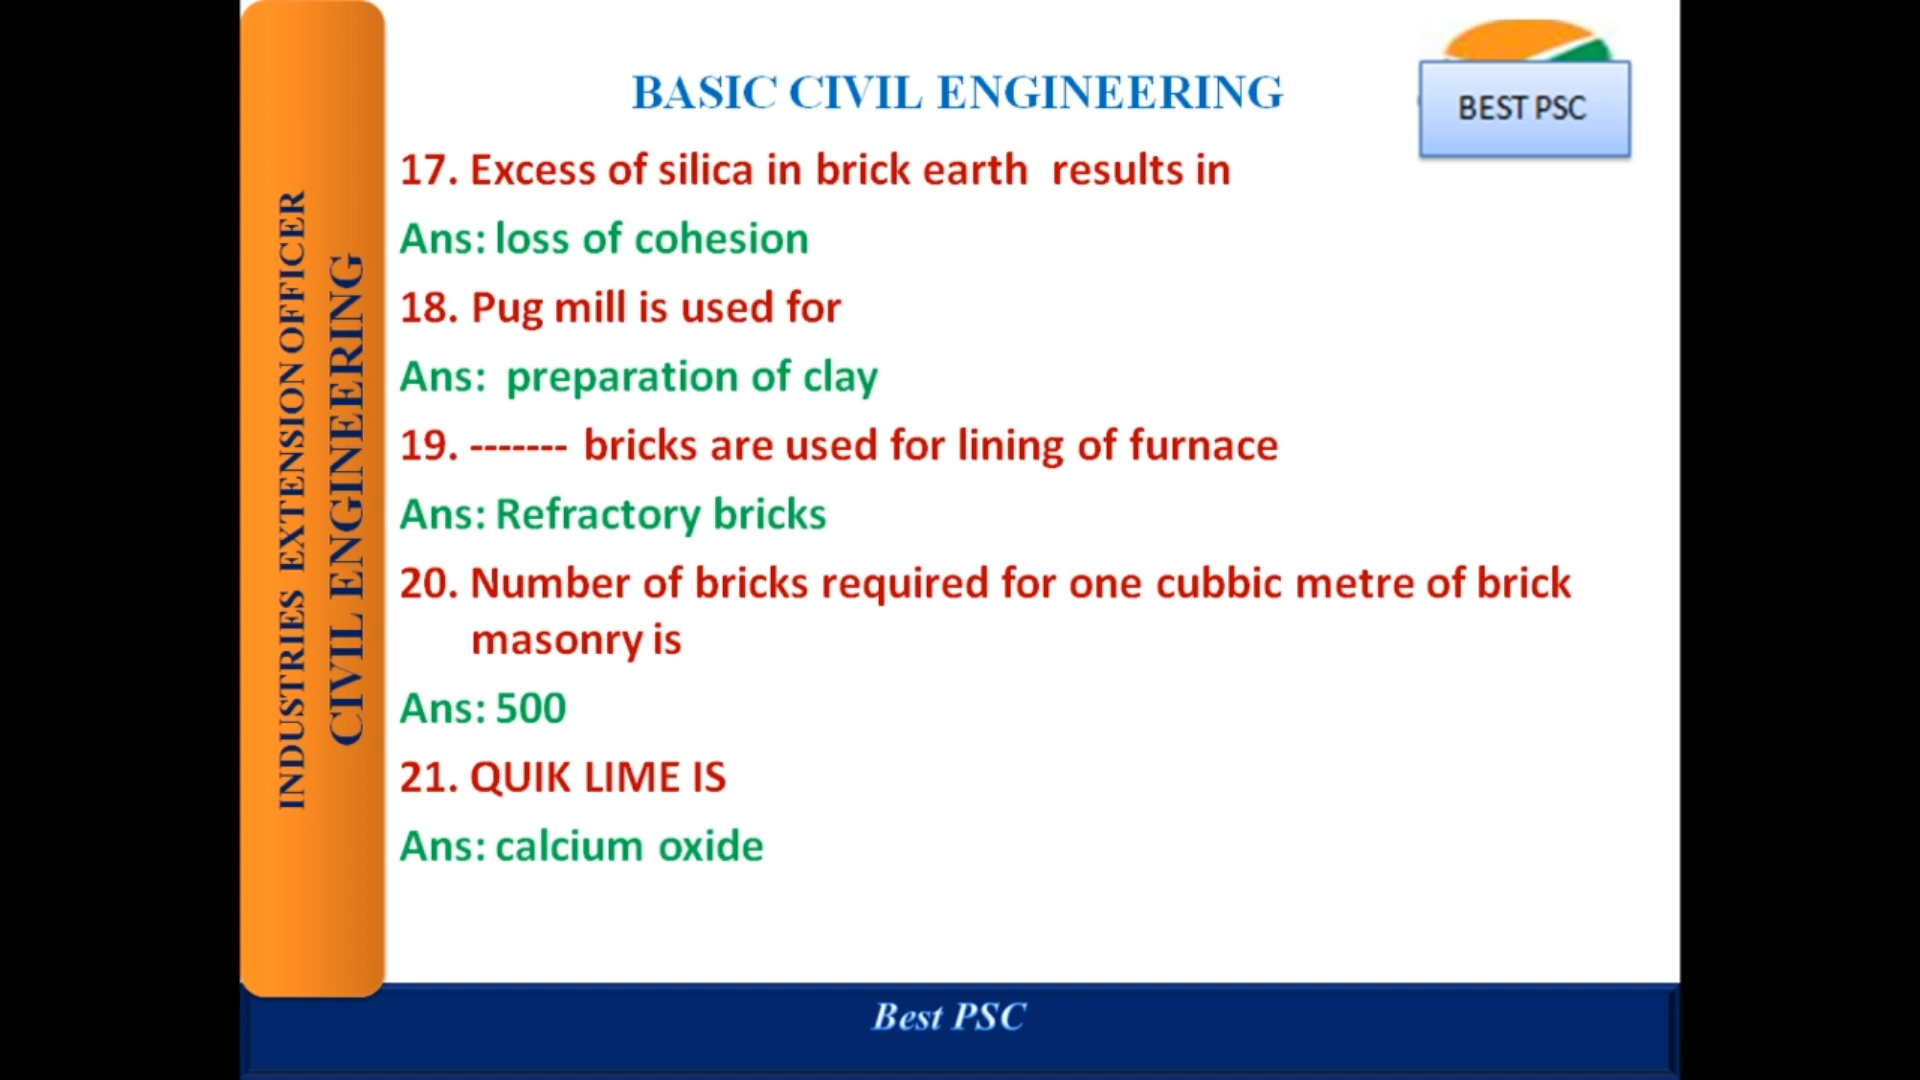 BASIC CIVIL ENGINEERING
BEST PSC
17. Excess of silica in brick earth results in
Ans: loss of cohesion
18. Pug mill is used for
Ans: preparation of clay
19. ------- bricks are used for lining of furnace
Ans: Refractory bricks
20. Number of bricks required for one cubbic metre of brick
masonry is
Ans: 500
21. QUIK LIME IS
Ans: calcium oxide
INDUSTRIES EXTENSION OFFICER
CIVIL ENGINEERING
Best PSC